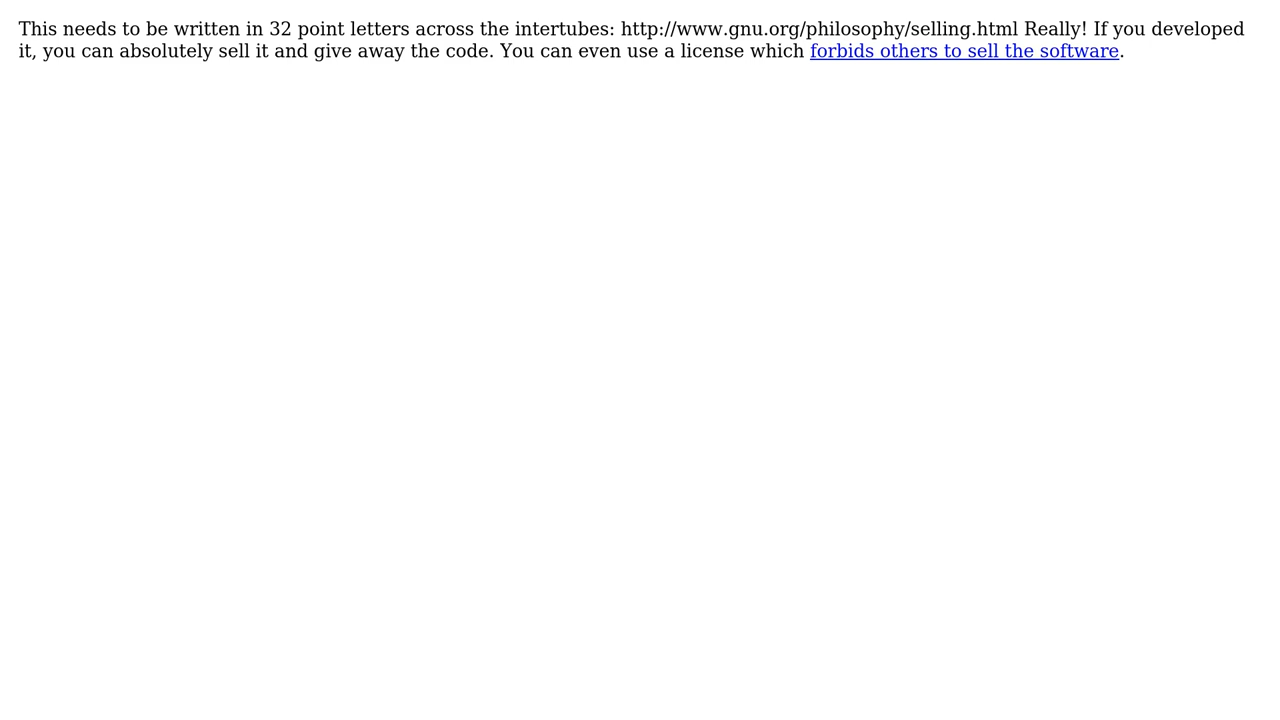 This needs to be written in 32 point letters across the intertubes: http://www.gnu.org/philosophy/selling.html Really! If you developed
it, you can absolutely sell it and give away the code. You can even use a license which forbids others to sell the software.